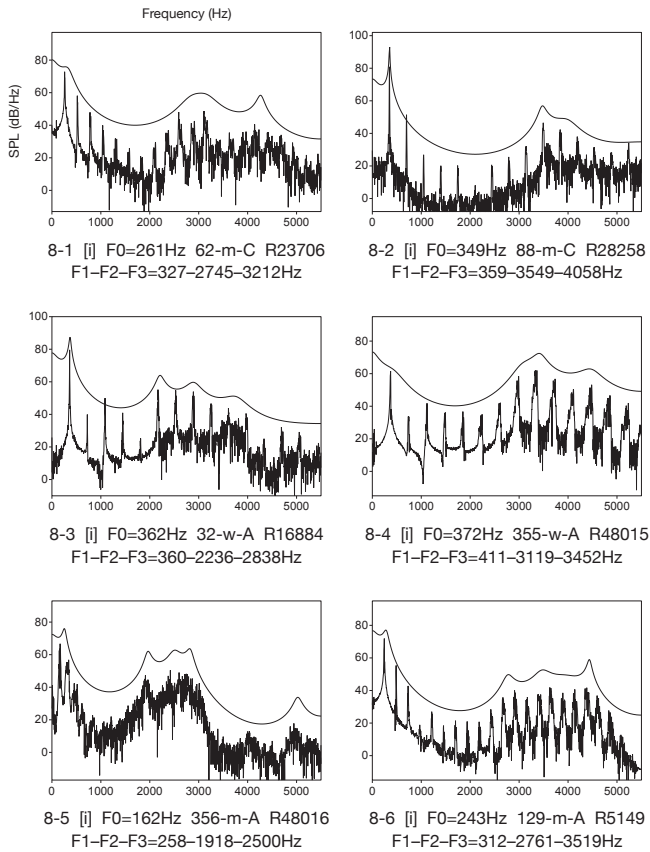 Frequency (Hz)
SPL (dB/Hz)
80
60
40
20
0
0 1000 2000 3000 4000 5000
100
80
60
40
20
0
0 1000 2000 3000 4000 5000
8-1 [i] F0=261Hz 62-m-C R23706
F1–F2–F3=327–2745–3212Hz
8-2 [i] F0=349Hz 88-m-C R28258
F1–F2–F3=359–3549–4058Hz
100
80
60
40
20
0
0 1000 2000 3000 4000 5000
80
60
40
20
0
0 1000 2000 3000 4000 5000
8-3 [i] F0=362Hz 32-w-A R16884
F1–F2–F3=360–2236–2838Hz
8-4 [i] F0=372Hz 355-w-A R48015
F1–F2–F3=411–3119–3452Hz
80
60
40
20
0
0 1000 2000 3000 4000 5000
80
60
40
20
0
0 1000 2000 3000 4000 5000
8-5 [i] F0=162Hz 356-m-A R48016
F1–F2–F3=258–1918–2500Hz
8-6 [i] F0=243Hz 129-m-A R5149
F1–F2–F3=312–2761–3519Hz